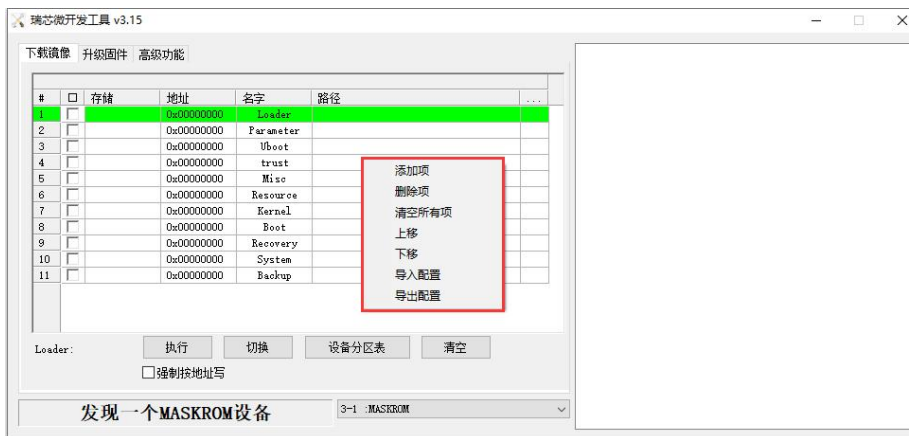 瑞芯微开发工具 v3.15
下载镜像 升级固件 高级功能
# 存储 地址 名字 路径 ...
1 0x00000000 Loader
2 0x00000000 Parameter
3 0x00000000 Uboot
4 0x00000000 trust
5 0x00000000 Misc
6 0x00000000 Resource
7 0x00000000 Kernel
8 0x00000000 Boot
9 0x00000000 Recovery
10 0x00000000 System
11 0x00000000 Backup
添加项
删除项
清空所有项
上移
下移
导入配置
导出配置
Loader: 执行 切换 设备分区表 清空
强制按地址写
发现一个MASKROM设备 3-1 :MASKROM